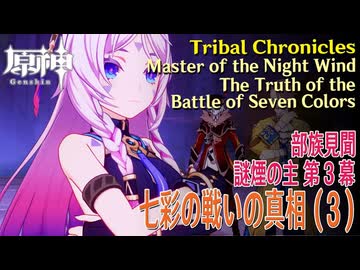 原神
Genshin
Tribal Chronicles
Master of the Night Wind
The Truth of the
Battle of Seven Colors
部族見聞
謎煙の主 第3幕
七彩の戦いの真相(3)